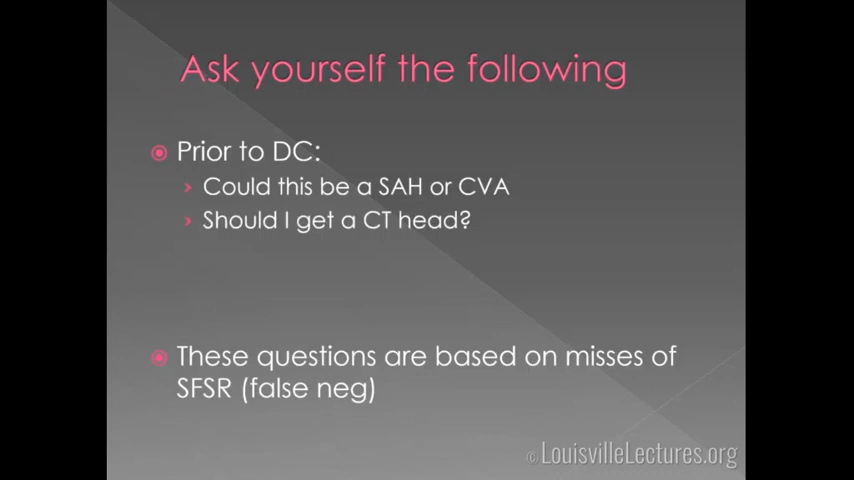 Ask yourself the following
Prior to DC:
Could this be a SAH or CVA
Should I get a CT head?
These questions are based on misses of
SFSR (false neg)
© LouisvilleLectures.org